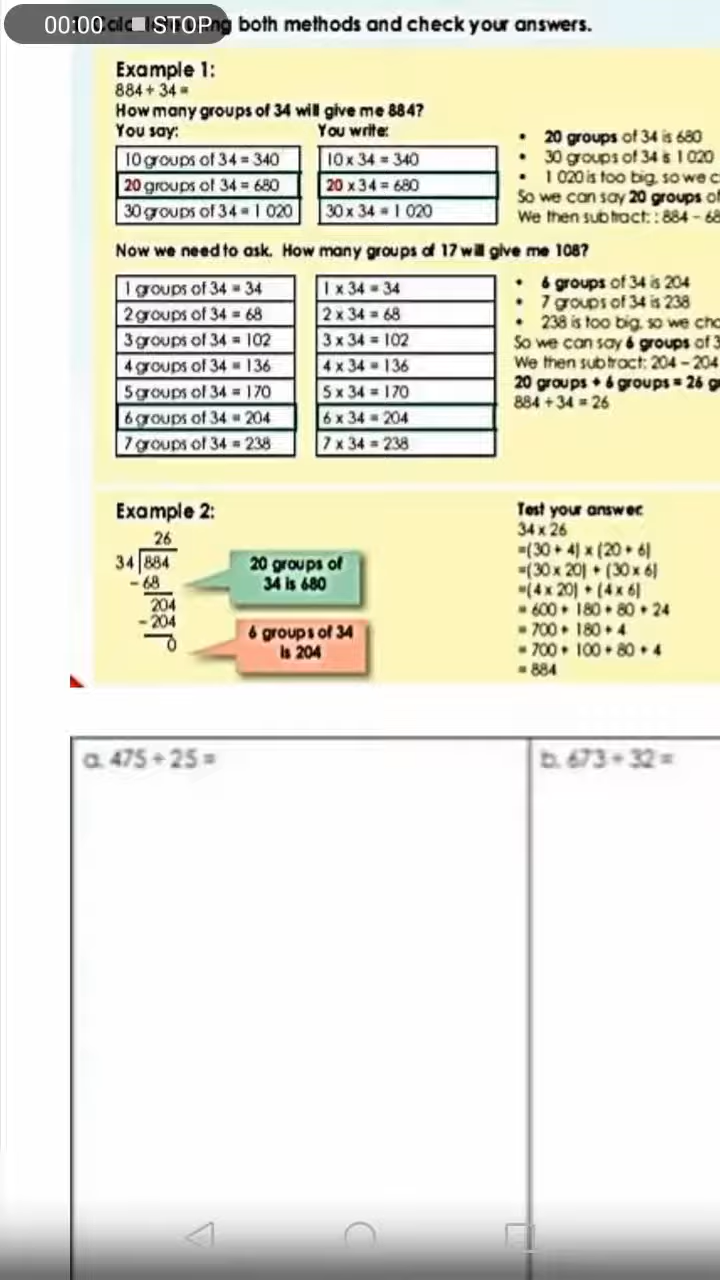 00:00 STOP
using both methods and check your answers.
Example 1:
884 ÷ 34 =
How many groups of 34 will give me 884?
You say:
You write:
10 groups of 34 = 340
20 groups of 34 = 680
30 groups of 34 = 1 020
10 x 34 = 340
20 x 34 = 680
30 x 34 = 1 020
• 20 groups of 34 is 680
• 30 groups of 34 is 1 020
• 1 020 is too big, so we c
So we can say 20 groups of
We then subtract: : 884 – 68
Now we need to ask. How many groups of 17 will give me 108?
1 groups of 34 = 34
2 groups of 34 = 68
3 groups of 34 = 102
4 groups of 34 = 136
5 groups of 34 = 170
6 groups of 34 = 204
7 groups of 34 = 238
1 x 34 = 34
2 x 34 = 68
3 x 34 = 102
4 x 34 = 136
5 x 34 = 170
6 x 34 = 204
7 x 34 = 238
• 6 groups of 34 is 204
• 7 groups of 34 is 238
• 238 is too big, so we cho
So we can say 6 groups of 3
We then subtract: 204 – 204
20 groups + 6 groups = 26 g
884 ÷ 34 = 26
Example 2:
26
34 884
– 68
204
– 204
0
20 groups of
34 is 680
6 groups of 34
is 204
Test your answer:
34 x 26
=(30 + 4) x (20 + 6)
=(30 x 20) + (30 x 6)
=(4 x 20) + (4 x 6)
= 600 + 180 + 80 + 24
= 700 + 180 + 4
= 700 + 100 + 80 + 4
= 884
a. 475 ÷ 25 =
b. 673 ÷ 32 =